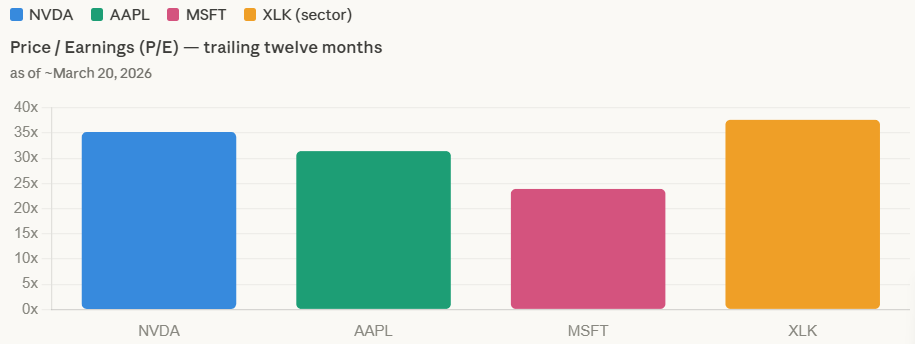 NVDA AAPL MSFT XLK (sector)
Price / Earnings (P/E) — trailing twelve months
as of ~March 20, 2026
40x
35x
30x
25x
20x
15x
10x
5x
0x
NVDA AAPL MSFT XLK